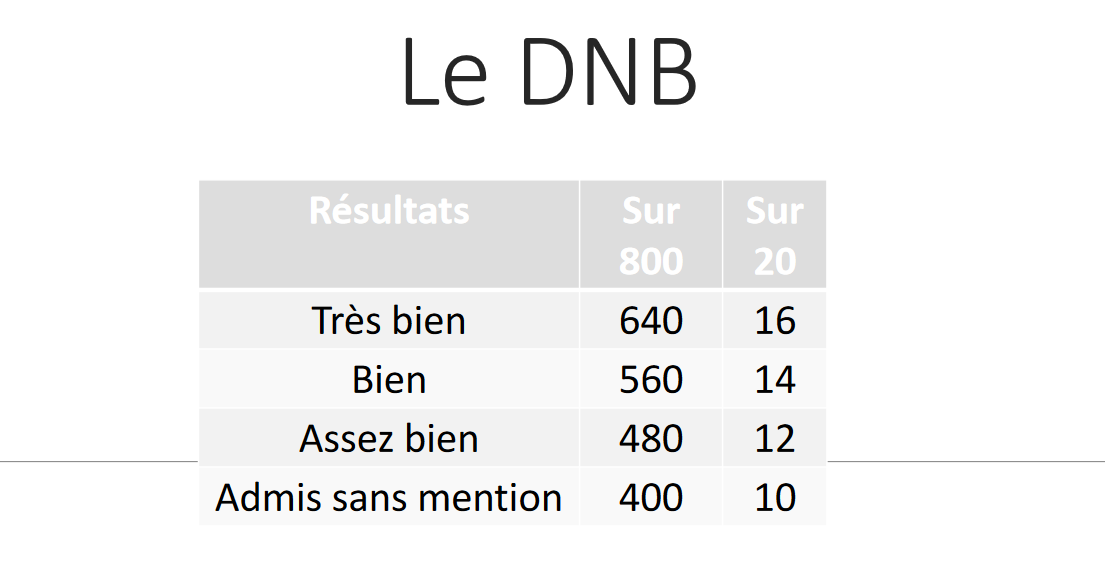 Le DNB
Résultats Sur 800 Sur 20
Très bien 640 16
Bien 560 14
Assez bien 480 12
Admis sans mention 400 10